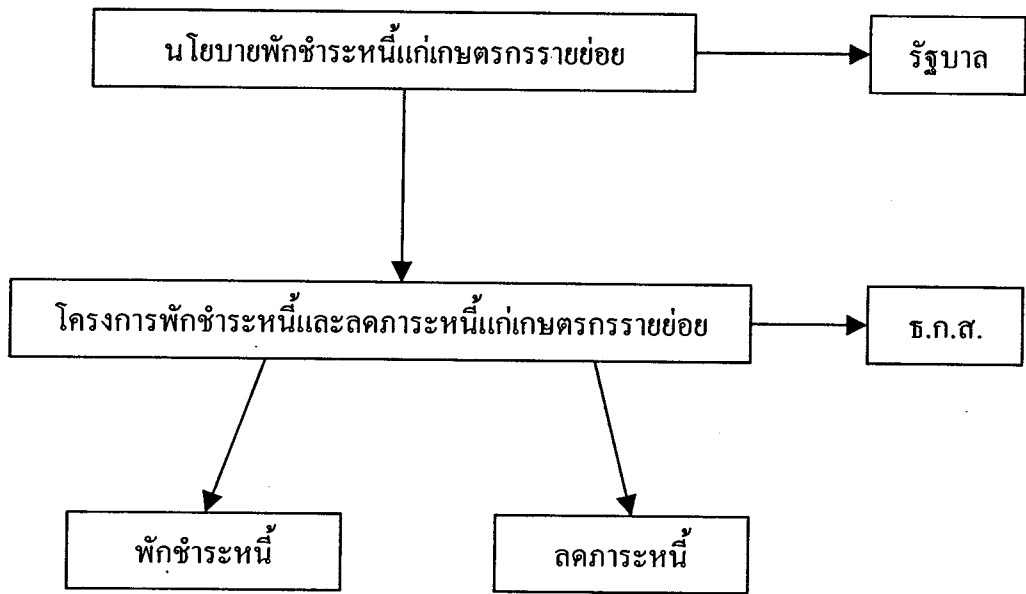 นโยบายพักชำระหนี้แก่เกษตรกรรายย่อย
รัฐบาล
โครงการพักชำระหนี้และลดภาระหนี้แก่เกษตรกรรายย่อย
ธ.ก.ส.
พักชำระหนี้
ลดภาระหนี้